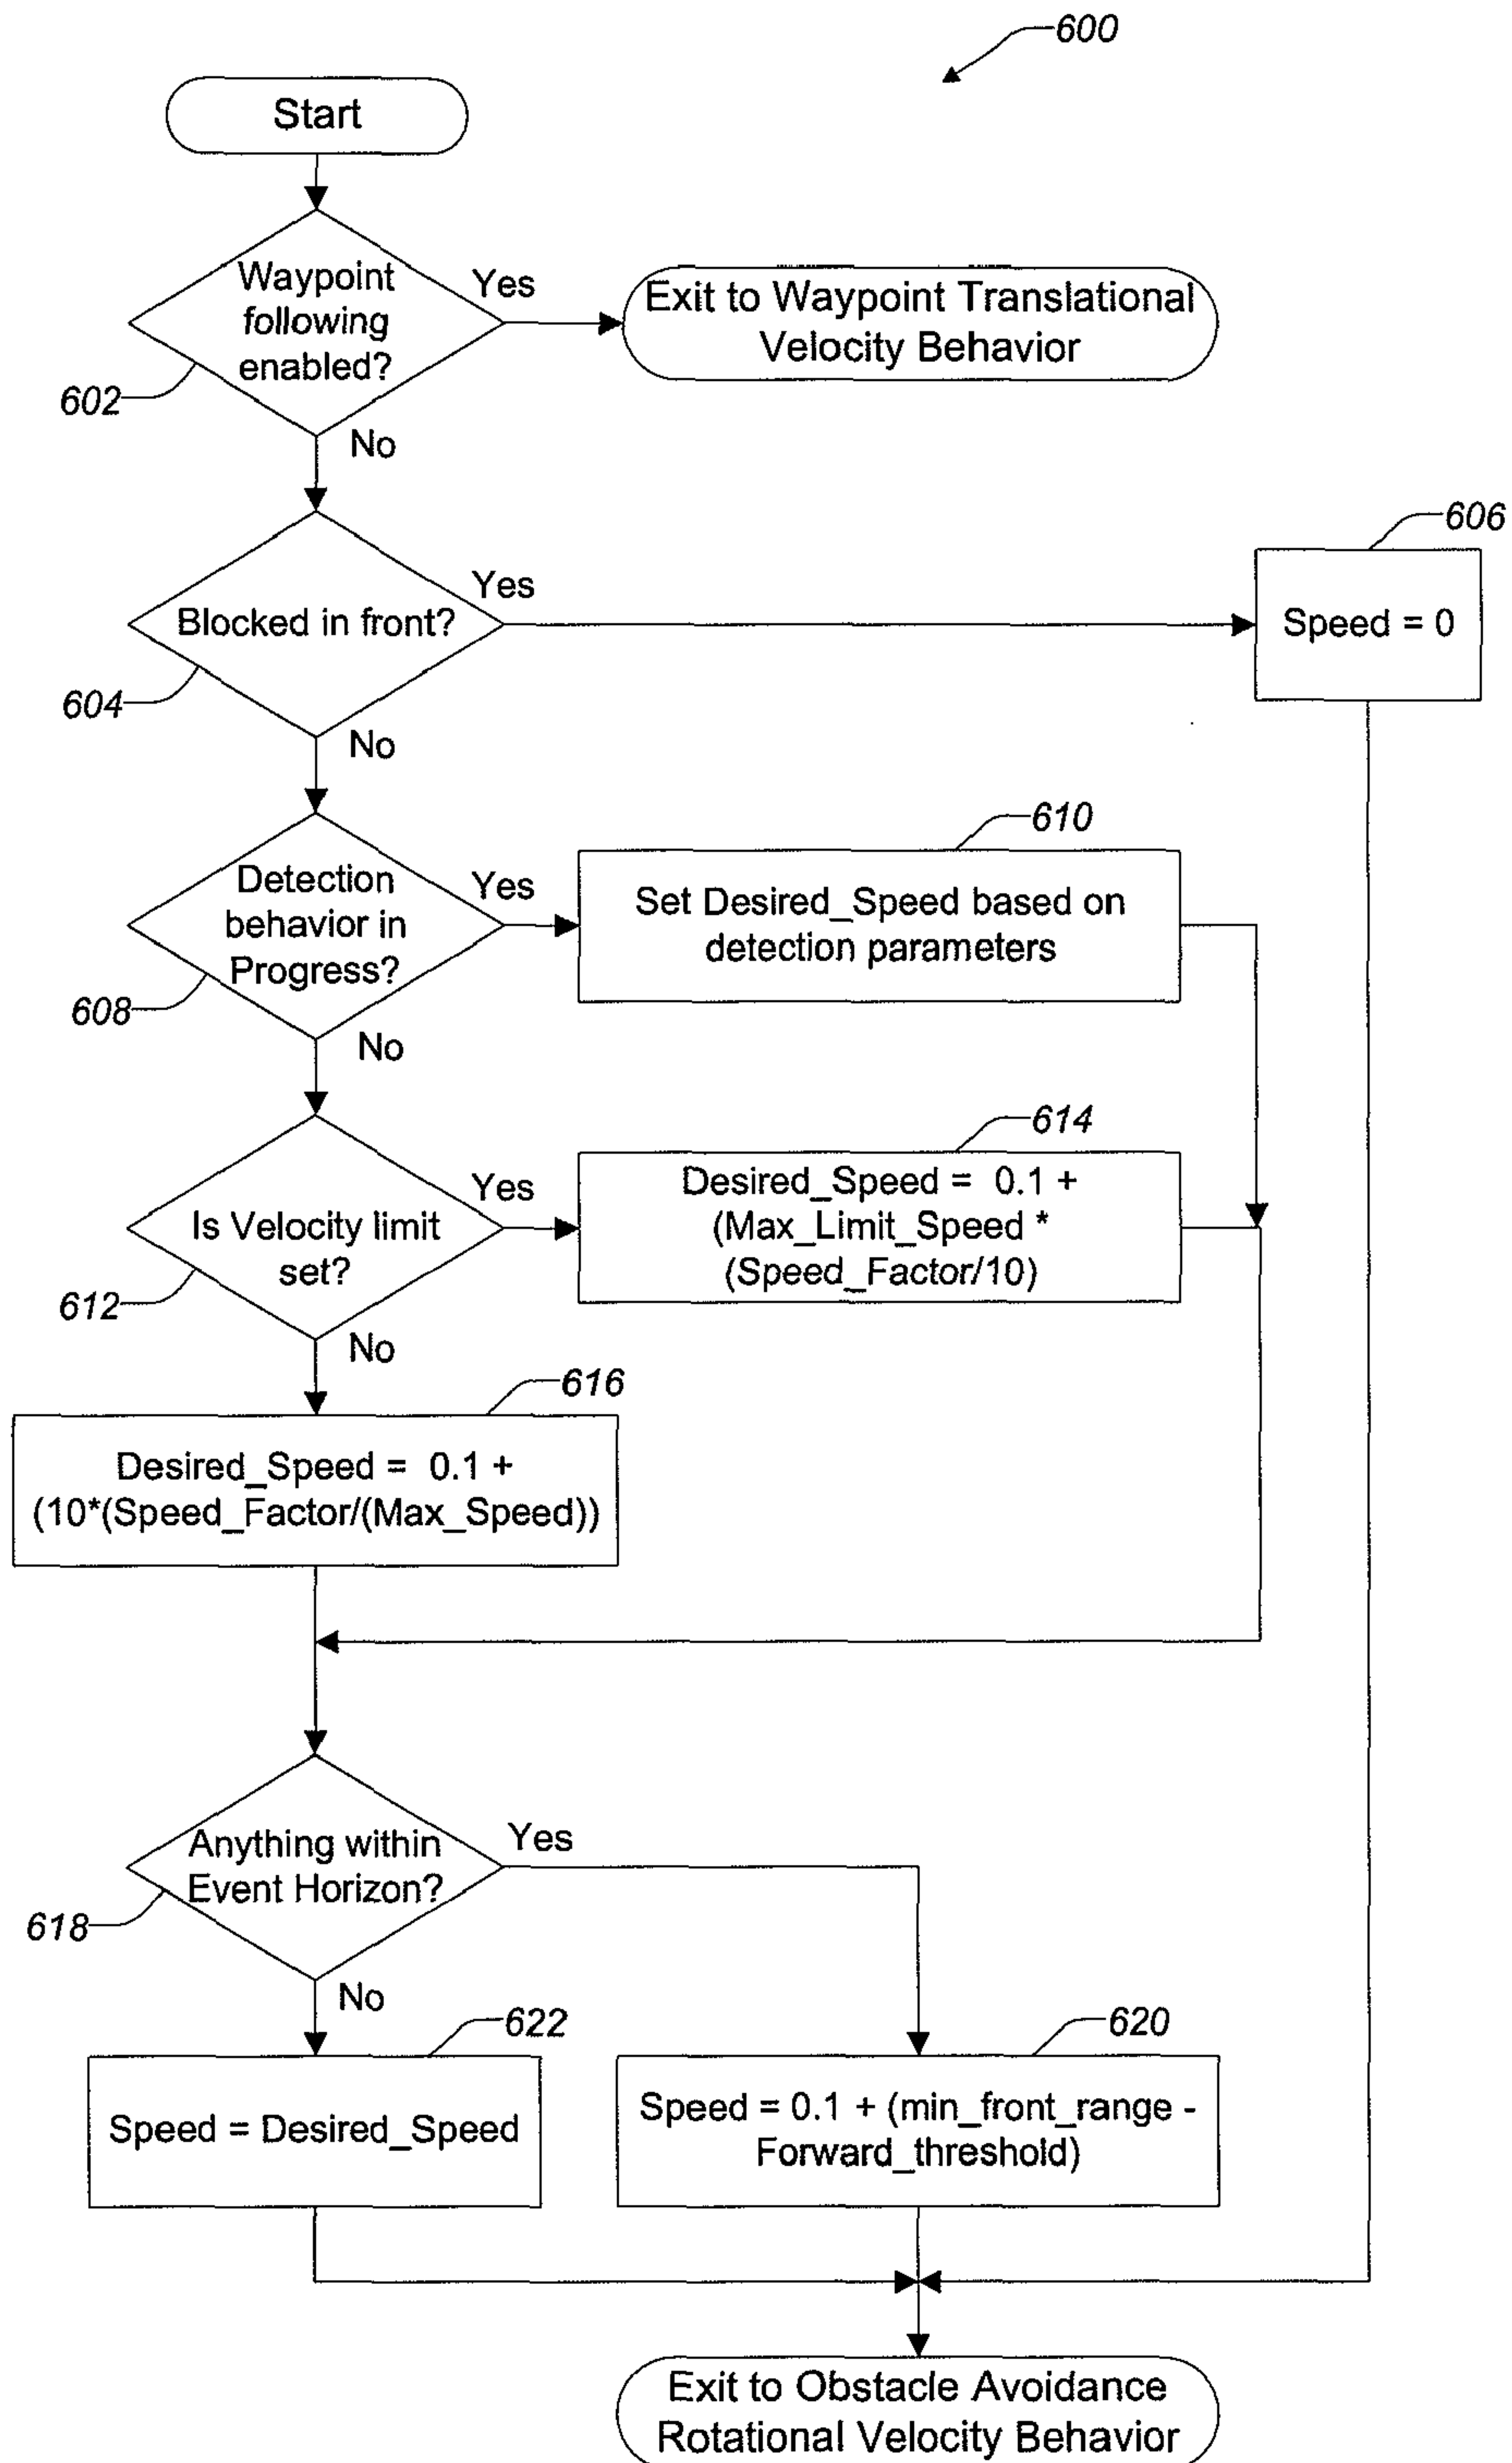 600
Start
Waypoint
following
enabled?
Yes
Exit to Waypoint Translational
Velocity Behavior
602
No
606
Blocked in front?
Yes
Speed = 0
604
No
610
Detection
behavior in
Progress?
Yes
Set Desired_Speed based on
detection parameters
608
No
614
Is Velocity limit
set?
Yes
Desired_Speed = 0.1 +
(Max_Limit_Speed *
(Speed_Factor/10)
612
No
616
Desired_Speed = 0.1 +
(10*(Speed_Factor/(Max_Speed))
Anything within
Event Horizon?
Yes
618
No
622
620
Speed = Desired_Speed
Speed = 0.1 + (min_front_range -
Forward_threshold)
Exit to Obstacle Avoidance
Rotational Velocity Behavior